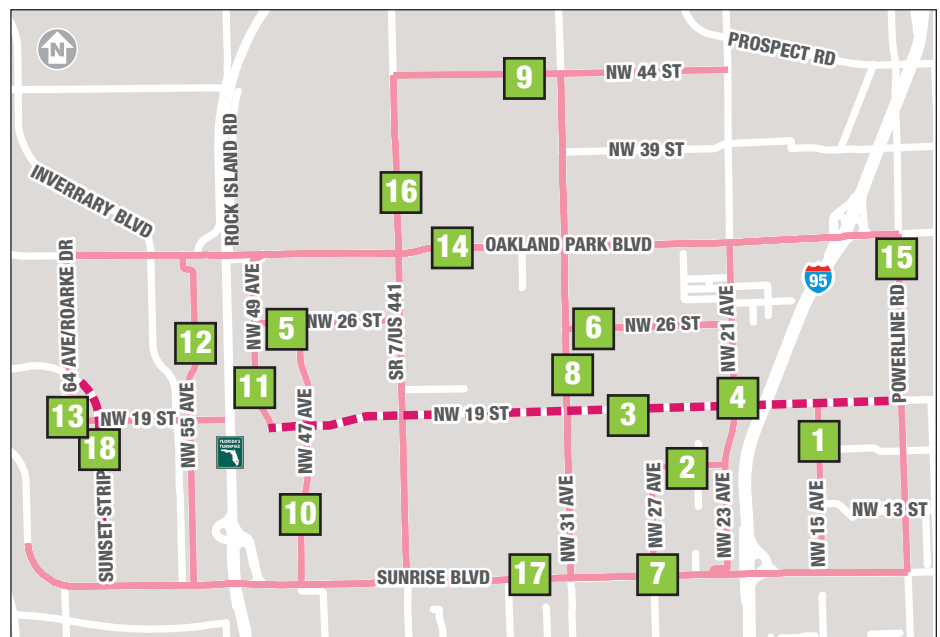 N
PROSPECT RD
9
NW 44 ST
NW 39 ST
ROCK ISLAND RD
INVERRARY BLVD
16
14
OAKLAND PARK BLVD
15
95
64 AVE/ROARKE DR
NW 49 AVE
SR 7/US 441
NW 21 AVE
POWERLINE RD
12
5
NW 26 ST
6
NW 26 ST
8
11
4
13
NW 19 ST
NW 19 ST
3
18
NW 55 AVE
NW 47 AVE
1
FLORIDA'S
TURNPIKE
2
10
SUNSET STRIP
NW 31 AVE
NW 27 AVE
NW 23 AVE
NW 15 AVE
NW 13 ST
SUNRISE BLVD
17
7